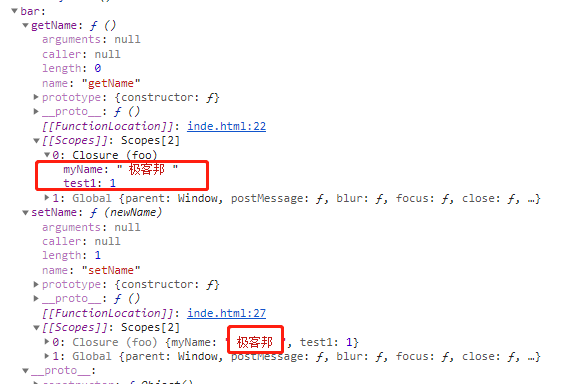 bar:
getName: ƒ ()
arguments: null
caller: null
length: 0
name: "getName"
prototype: {constructor: ƒ}
__proto__: ƒ ()
[[FunctionLocation]]: inde.html:22
[[Scopes]]: Scopes[2]
0: Closure (foo)
myName: " 极客邦 "
test1: 1
1: Global {parent: Window, postMessage: ƒ, blur: ƒ, focus: ƒ, close: ƒ, …}
setName: ƒ (newName)
arguments: null
caller: null
length: 1
name: "setName"
prototype: {constructor: ƒ}
__proto__: ƒ ()
[[FunctionLocation]]: inde.html:27
[[Scopes]]: Scopes[2]
0: Closure (foo) {myName: " 极客邦 ", test1: 1}
1: Global {parent: Window, postMessage: ƒ, blur: ƒ, focus: ƒ, close: ƒ, …}
__proto__:
constructor: ƒ Object()